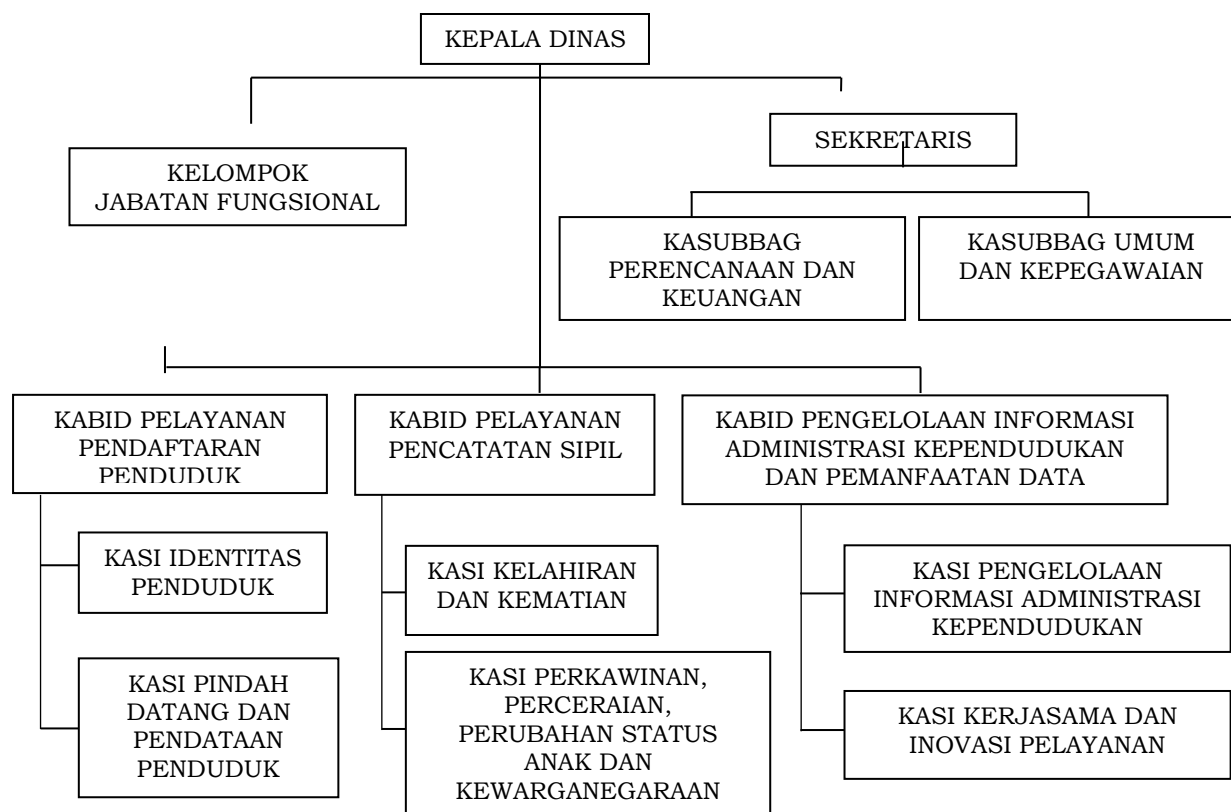 KEPALA DINAS
KELOMPOK
JABATAN FUNGSIONAL
SEKRETARIS
KASUBBAG
PERENCANAAN DAN
KEUANGAN
KASUBBAG UMUM
DAN KEPEGAWAIAN
KABID PELAYANAN
PENDAFTARAN
PENDUDUK
KABID PELAYANAN
PENCATATAN SIPIL
KABID PENGELOLAAN INFORMASI
ADMINISTRASI KEPENDUDUKAN
DAN PEMANFAATAN DATA
KASI IDENTITAS
PENDUDUK
KASI PINDAH
DATANG DAN
PENDATAAN
PENDUDUK
KASI KELAHIRAN
DAN KEMATIAN
KASI PERKAWINAN,
PERCERAIAN,
PERUBAHAN STATUS
ANAK DAN
KEWARGANEGARAAN
KASI PENGELOLAAN
INFORMASI ADMINISTRASI
KEPENDUDUKAN
KASI KERJASAMA DAN
INOVASI PELAYANAN